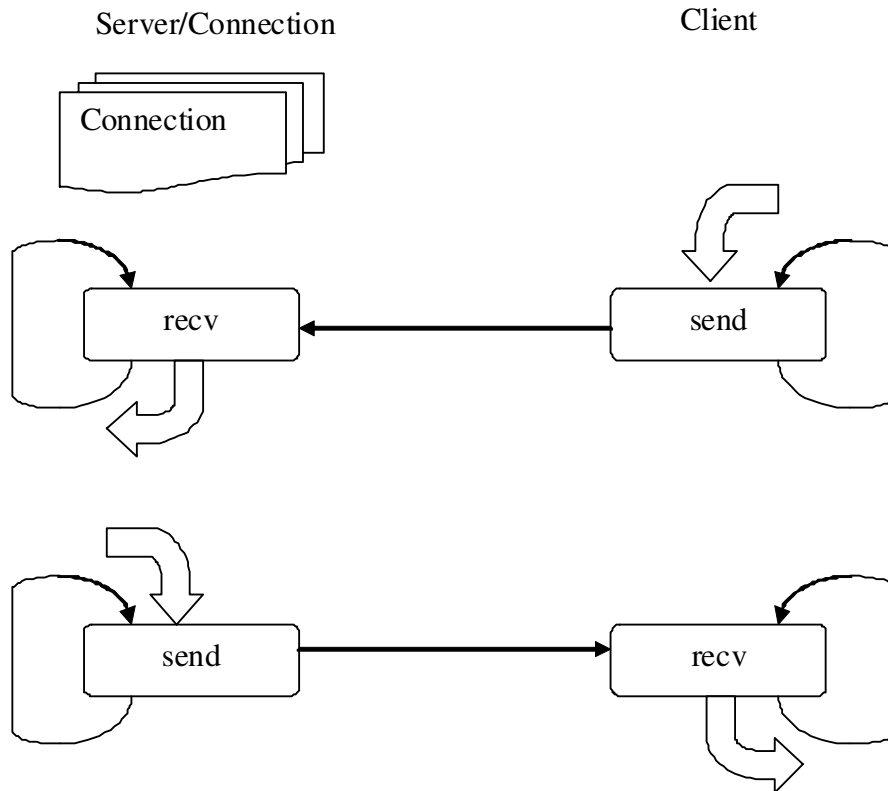 Server/Connection
Client
Connection
recv
send
send
recv